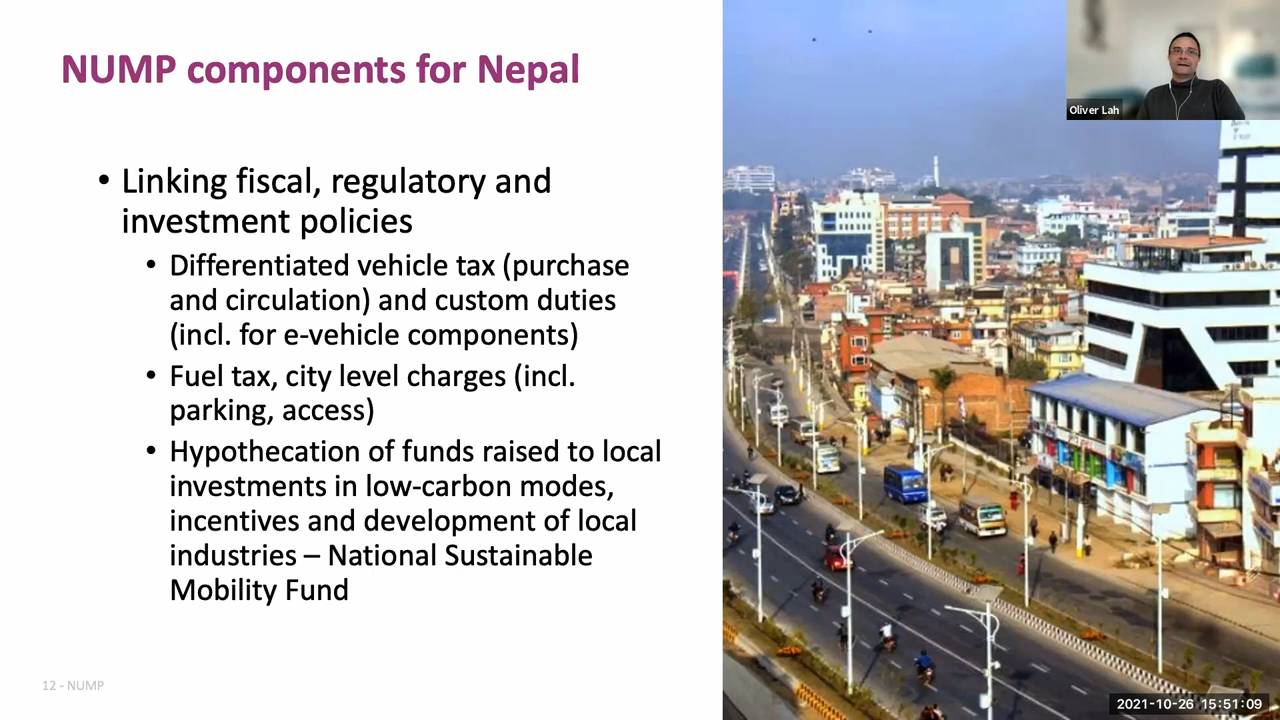 NUMP components for Nepal
• Linking fiscal, regulatory and
investment policies
• Differentiated vehicle tax (purchase
and circulation) and custom duties
(incl. for e-vehicle components)
• Fuel tax, city level charges (incl.
parking, access)
• Hypothecation of funds raised to local
investments in low-carbon modes,
incentives and development of local
industries – National Sustainable
Mobility Fund
12 - NUMP
Oliver Lah
2021-10-26 15:51:09